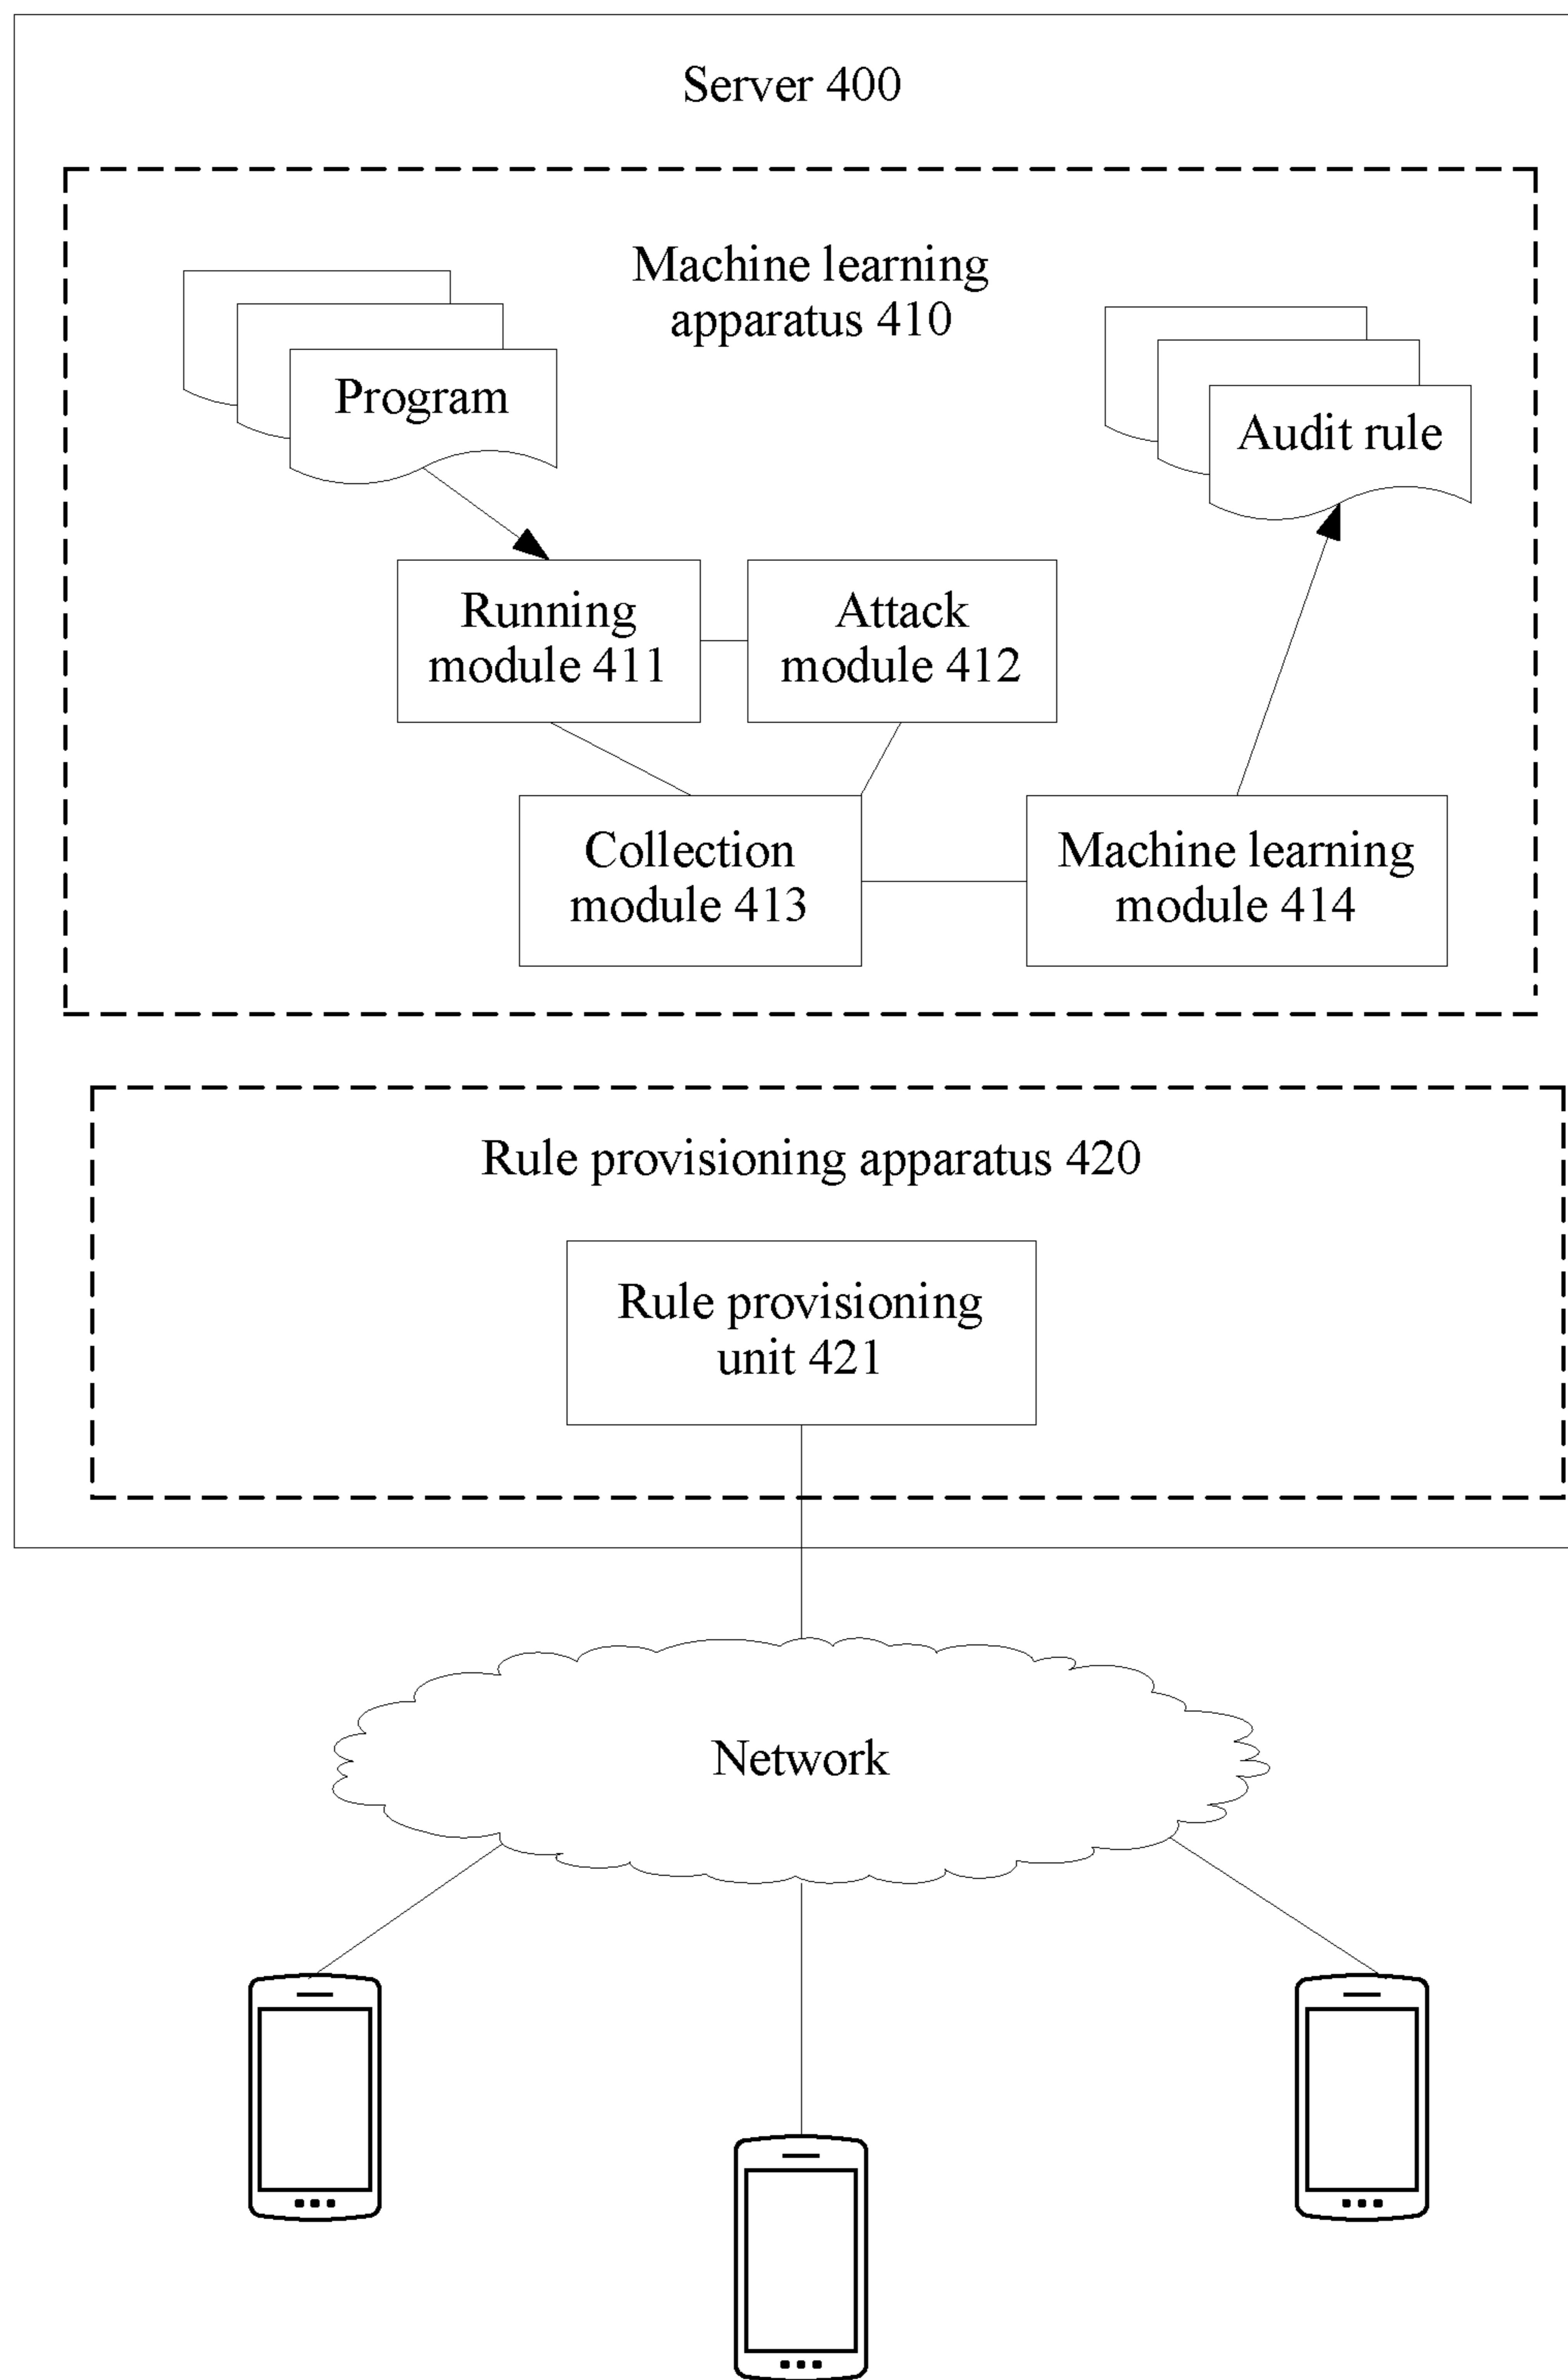 Server 400
Machine learning
apparatus 410
Program
Audit rule
Running
module 411
Attack
module 412
Collection
module 413
Machine learning
module 414
Rule provisioning apparatus 420
Rule provisioning
unit 421
Network